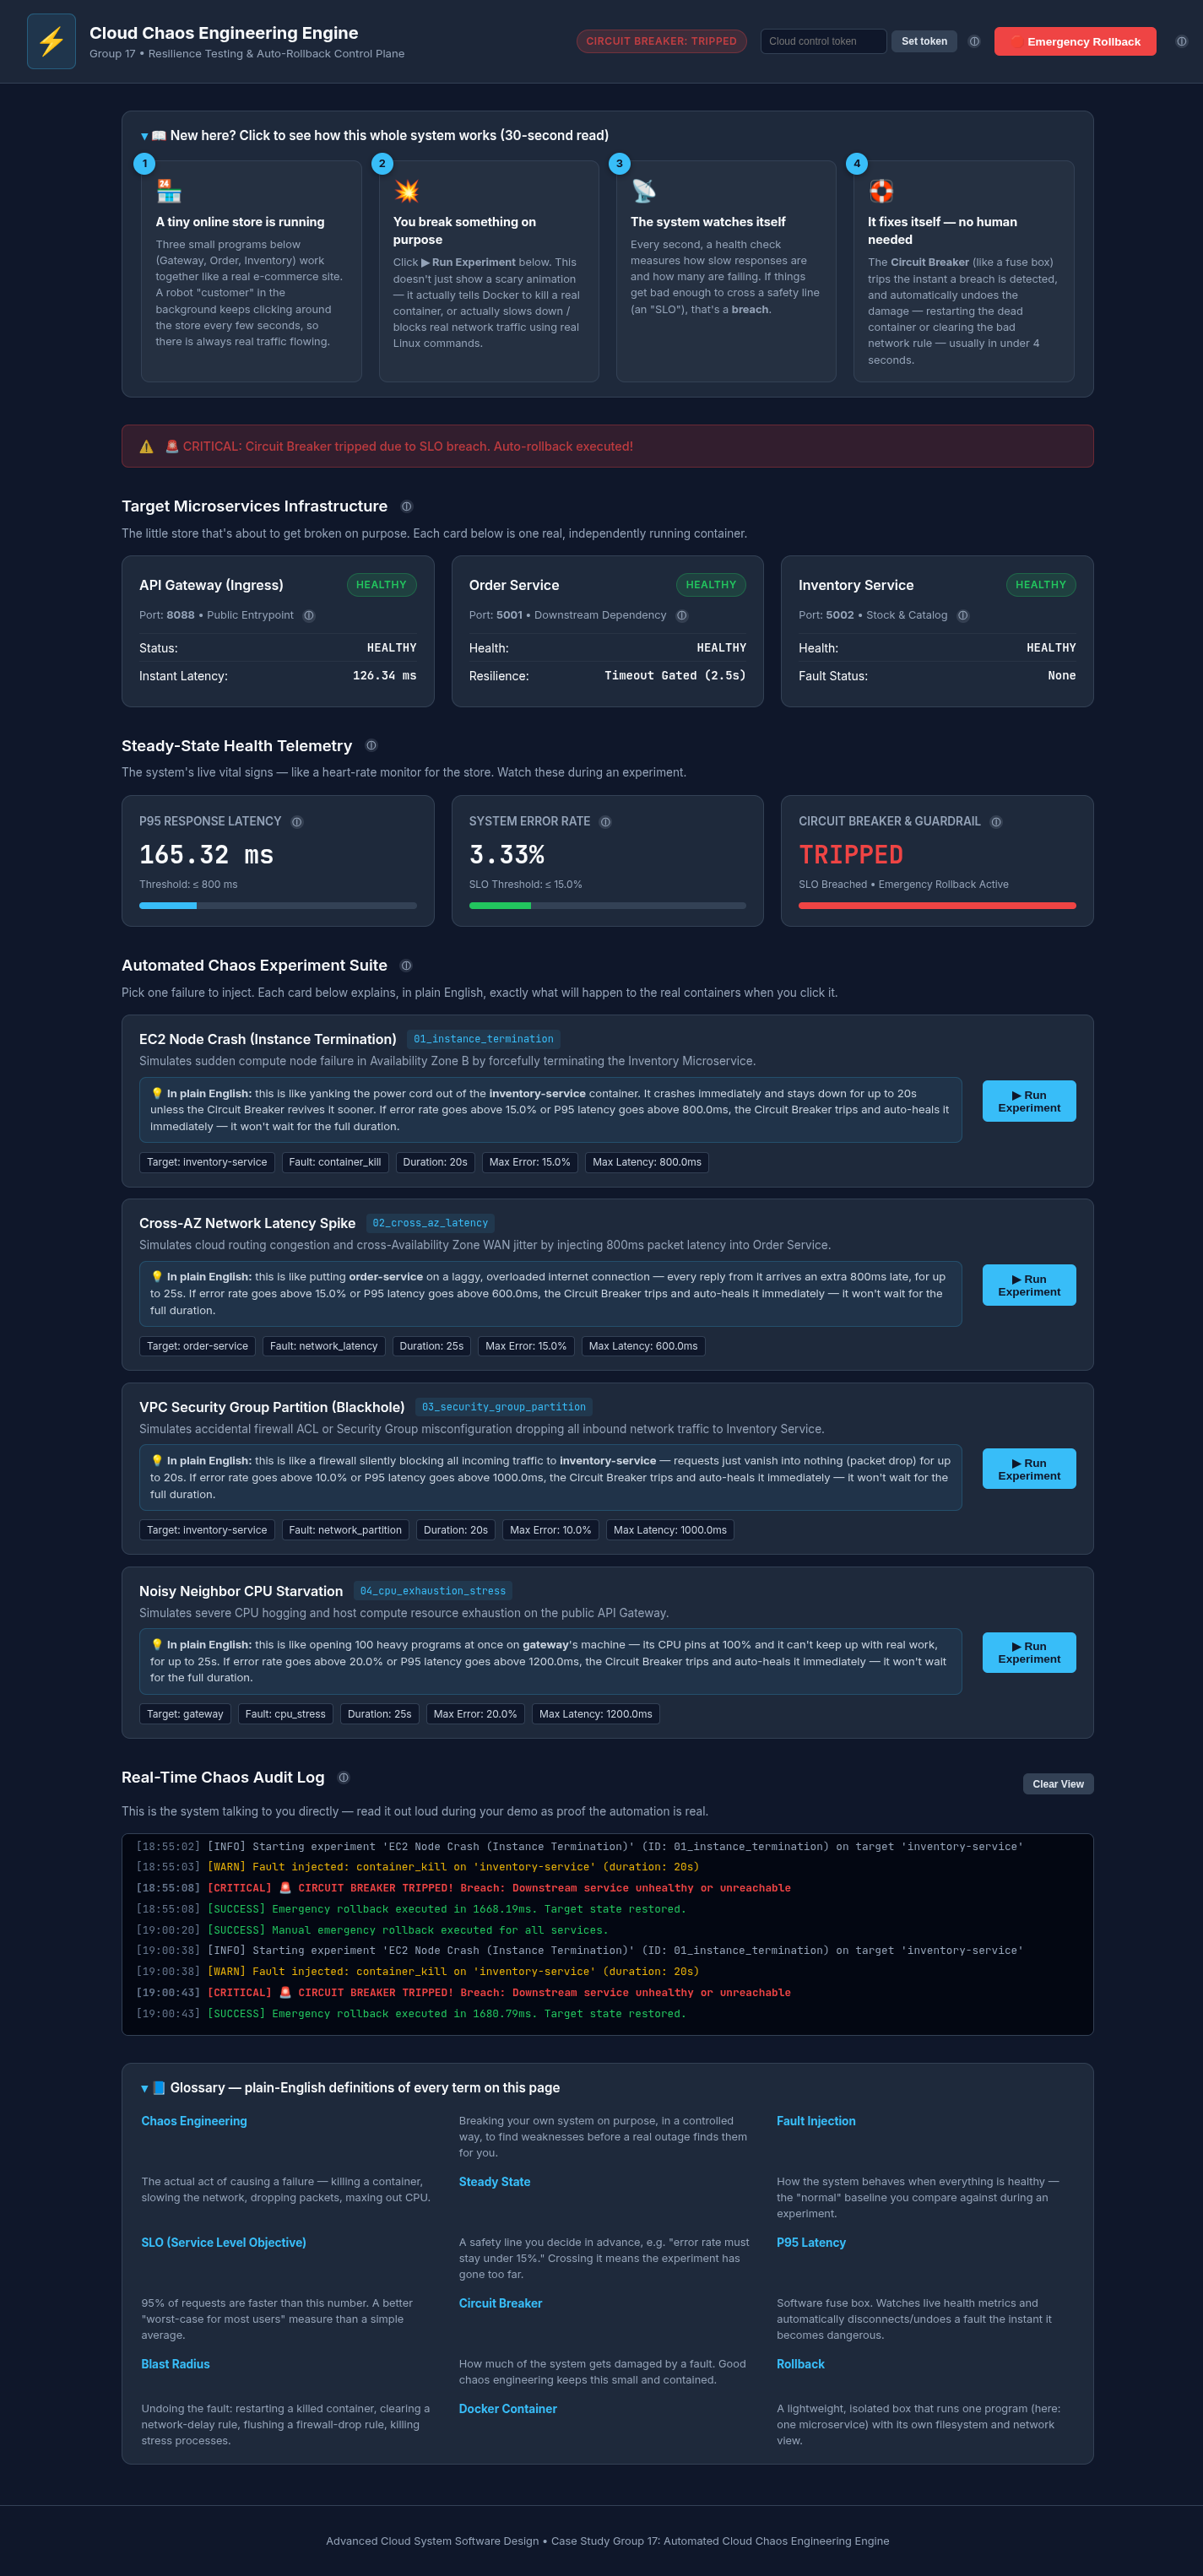 ⚡ Cloud Chaos Engineering Engine
Group 17 • Resilience Testing & Auto-Rollback Control Plane
CIRCUIT BREAKER: TRIPPED
Cloud control token
Set token
ⓘ
Emergency Rollback
ⓘ
▾ 📖 New here? Click to see how this whole system works (30-second read)
1
A tiny online store is running
Three small programs below
(Gateway, Order, Inventory) work
together like a real e-commerce site.
A robot "customer" in the
background keeps clicking around
the store every few seconds, so
there is always real traffic flowing.
2
You break something on
purpose
Click ▶ Run Experiment below. This
doesn't just show a scary animation
— it actually tells Docker to kill a real
container, or actually slows down /
blocks real network traffic using real
Linux commands.
3
The system watches itself
Every second, a health check
measures how slow responses are
and how many are failing. If things
get bad enough to cross a safety line
(an "SLO"), that's a breach.
4
It fixes itself — no human
needed
The Circuit Breaker (like a fuse box)
trips the instant a breach is detected,
and automatically undoes the
damage — restarting the dead
container or clearing the bad
network rule — usually in under 4
seconds.
⚠️ 🚨 CRITICAL: Circuit Breaker tripped due to SLO breach. Auto-rollback executed!
Target Microservices Infrastructure ⓘ
The little store that's about to get broken on purpose. Each card below is one real, independently running container.
API Gateway (Ingress) HEALTHY
Port: 8088 • Public Entrypoint ⓘ
Status: HEALTHY
Instant Latency: 126.34 ms
Order Service HEALTHY
Port: 5001 • Downstream Dependency ⓘ
Health: HEALTHY
Resilience: Timeout Gated (2.5s)
Inventory Service HEALTHY
Port: 5002 • Stock & Catalog ⓘ
Health: HEALTHY
Fault Status: None
Steady-State Health Telemetry ⓘ
The system's live vital signs — like a heart-rate monitor for the store. Watch these during an experiment.
P95 RESPONSE LATENCY ⓘ
165.32 ms
Threshold: ≤ 800 ms
SYSTEM ERROR RATE ⓘ
3.33%
SLO Threshold: ≤ 15.0%
CIRCUIT BREAKER & GUARDRAIL ⓘ
TRIPPED
SLO Breached • Emergency Rollback Active
Automated Chaos Experiment Suite ⓘ
Pick one failure to inject. Each card below explains, in plain English, exactly what will happen to the real containers when you click it.
EC2 Node Crash (Instance Termination) 01_instance_termination
Simulates sudden compute node failure in Availability Zone B by forcefully terminating the Inventory Microservice.
💡 In plain English: this is like yanking the power cord out of the inventory-service container. It crashes immediately and stays down for up to 20s
unless the Circuit Breaker revives it sooner. If error rate goes above 15.0% or P95 latency goes above 800.0ms, the Circuit Breaker trips and auto-heals it
immediately — it won't wait for the full duration.
Target: inventory-service Fault: container_kill Duration: 20s Max Error: 15.0% Max Latency: 800.0ms
▶ Run
Experiment
Cross-AZ Network Latency Spike 02_cross_az_latency
Simulates cloud routing congestion and cross-Availability Zone WAN jitter by injecting 800ms packet latency into Order Service.
💡 In plain English: this is like putting order-service on a laggy, overloaded internet connection — every reply from it arrives an extra 800ms late, for up
to 25s. If error rate goes above 15.0% or P95 latency goes above 600.0ms, the Circuit Breaker trips and auto-heals it immediately — it won't wait for the
full duration.
Target: order-service Fault: network_latency Duration: 25s Max Error: 15.0% Max Latency: 600.0ms
▶ Run
Experiment
VPC Security Group Partition (Blackhole) 03_security_group_partition
Simulates accidental firewall ACL or Security Group misconfiguration dropping all inbound network traffic to Inventory Service.
💡 In plain English: this is like a firewall silently blocking all incoming traffic to inventory-service — requests just vanish into nothing (packet drop) for up
to 20s. If error rate goes above 10.0% or P95 latency goes above 1000.0ms, the Circuit Breaker trips and auto-heals it immediately — it won't wait for the
full duration.
Target: inventory-service Fault: network_partition Duration: 20s Max Error: 10.0% Max Latency: 1000.0ms
▶ Run
Experiment
Noisy Neighbor CPU Starvation 04_cpu_exhaustion_stress
Simulates severe CPU hogging and host compute resource exhaustion on the public API Gateway.
💡 In plain English: this is like opening 100 heavy programs at once on gateway's machine — its CPU pins at 100% and it can't keep up with real work,
for up to 25s. If error rate goes above 20.0% or P95 latency goes above 1200.0ms, the Circuit Breaker trips and auto-heals it immediately — it won't wait
for the full duration.
Target: gateway Fault: cpu_stress Duration: 25s Max Error: 20.0% Max Latency: 1200.0ms
▶ Run
Experiment
Real-Time Chaos Audit Log ⓘ
Clear View
This is the system talking to you directly — read it out loud during your demo as proof the automation is real.
[18:55:02] [INFO] Starting experiment 'EC2 Node Crash (Instance Termination)' (ID: 01_instance_termination) on target 'inventory-service'
[18:55:03] [WARN] Fault injected: container_kill on 'inventory-service' (duration: 20s)
[18:55:08] [CRITICAL] 🚨 CIRCUIT BREAKER TRIPPED! Breach: Downstream service unhealthy or unreachable
[18:55:08] [SUCCESS] Emergency rollback executed in 1668.19ms. Target state restored.
[19:00:20] [SUCCESS] Manual emergency rollback executed for all services.
[19:00:38] [INFO] Starting experiment 'EC2 Node Crash (Instance Termination)' (ID: 01_instance_termination) on target 'inventory-service'
[19:00:38] [WARN] Fault injected: container_kill on 'inventory-service' (duration: 20s)
[19:00:43] [CRITICAL] 🚨 CIRCUIT BREAKER TRIPPED! Breach: Downstream service unhealthy or unreachable
[19:00:43] [SUCCESS] Emergency rollback executed in 1680.79ms. Target state restored.
▾ 📘 Glossary — plain-English definitions of every term on this page
Chaos Engineering
Breaking your own system on purpose, in a controlled
way, to find weaknesses before a real outage finds them
for you.
Fault Injection
The actual act of causing a failure — killing a container,
slowing the network, dropping packets, maxing out CPU.
Steady State
How the system behaves when everything is healthy —
the "normal" baseline you compare against during an
experiment.
SLO (Service Level Objective)
A safety line you decide in advance, e.g. "error rate must
stay under 15%." Crossing it means the experiment has
gone too far.
P95 Latency
95% of requests are faster than this number. A better
"worst-case for most users" measure than a simple
average.
Circuit Breaker
Software fuse box. Watches live health metrics and
automatically disconnects/undoes a fault the instant it
becomes dangerous.
Blast Radius
How much of the system gets damaged by a fault. Good
chaos engineering keeps this small and contained.
Rollback
Undoing the fault: restarting a killed container, clearing a
network-delay rule, flushing a firewall-drop rule, killing
stress processes.
Docker Container
A lightweight, isolated box that runs one program (here:
one microservice) with its own filesystem and network
view.
Advanced Cloud System Software Design • Case Study Group 17: Automated Cloud Chaos Engineering Engine